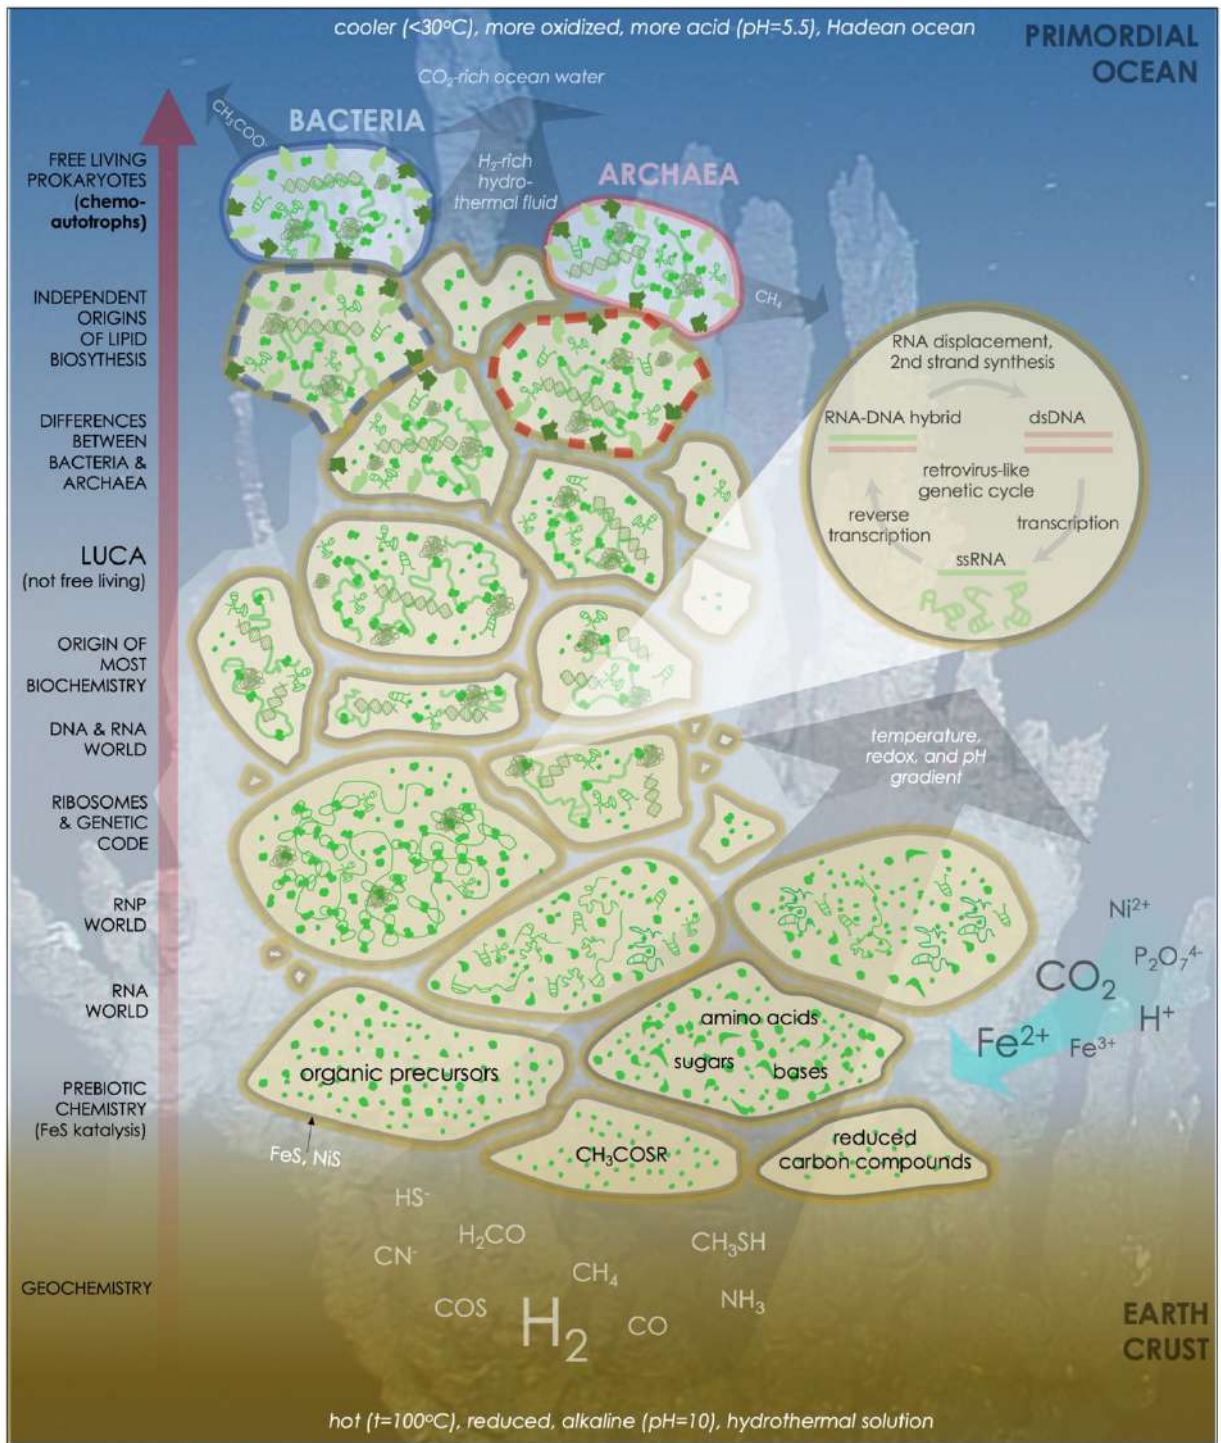 cooler (<30°C), more oxidized, more acid (pH=5.5), Hadean ocean
PRIMORDIAL
OCEAN
CO₂-rich ocean water
CH₃COO⁻
BACTERIA
H₂-rich
hydro-
thermal fluid
ARCHAEA
CH₄
FREE LIVING
PROKARYOTES
(chemo-
autotrophs)
INDEPENDENT
ORIGINS
OF LIPID
BIOSYTHESIS
DIFFERENCES
BETWEEN
BACTERIA &
ARCHAEA
LUCA
(not free living)
ORIGIN OF
MOST
BIOCHEMISTRY
DNA & RNA
WORLD
RIBOSOMES
& GENETIC
CODE
RNP
WORLD
RNA
WORLD
PREBIOTIC
CHEMISTRY
(FeS katalysis)
GEOCHEMISTRY
RNA displacement,
2nd strand synthesis
RNA-DNA hybrid
dsDNA
retrovirus-like
genetic cycle
reverse
transcription
transcription
ssRNA
temperature,
redox, and pH
gradient
Ni²⁺
P₂O₇⁴⁻
CO₂
H⁺
Fe²⁺
Fe³⁺
amino acids
sugars
bases
organic precursors
FeS, NiS
CH₃COSR
reduced
carbon compounds
HS⁻
H₂CO
CN⁻
CH₃SH
CH₄
NH₃
COS
H₂
CO
EARTH
CRUST
hot (t=100°C), reduced, alkaline (pH=10), hydrothermal solution